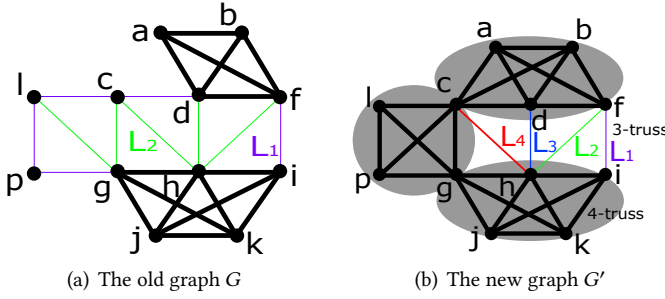 a b
l c d f
L2 L1
p g h i
j k
(a) The old graph G
a b
l c d f
L4 L3 L2 3-truss
L1
p g h i
4-truss
j k
(b) The new graph G′